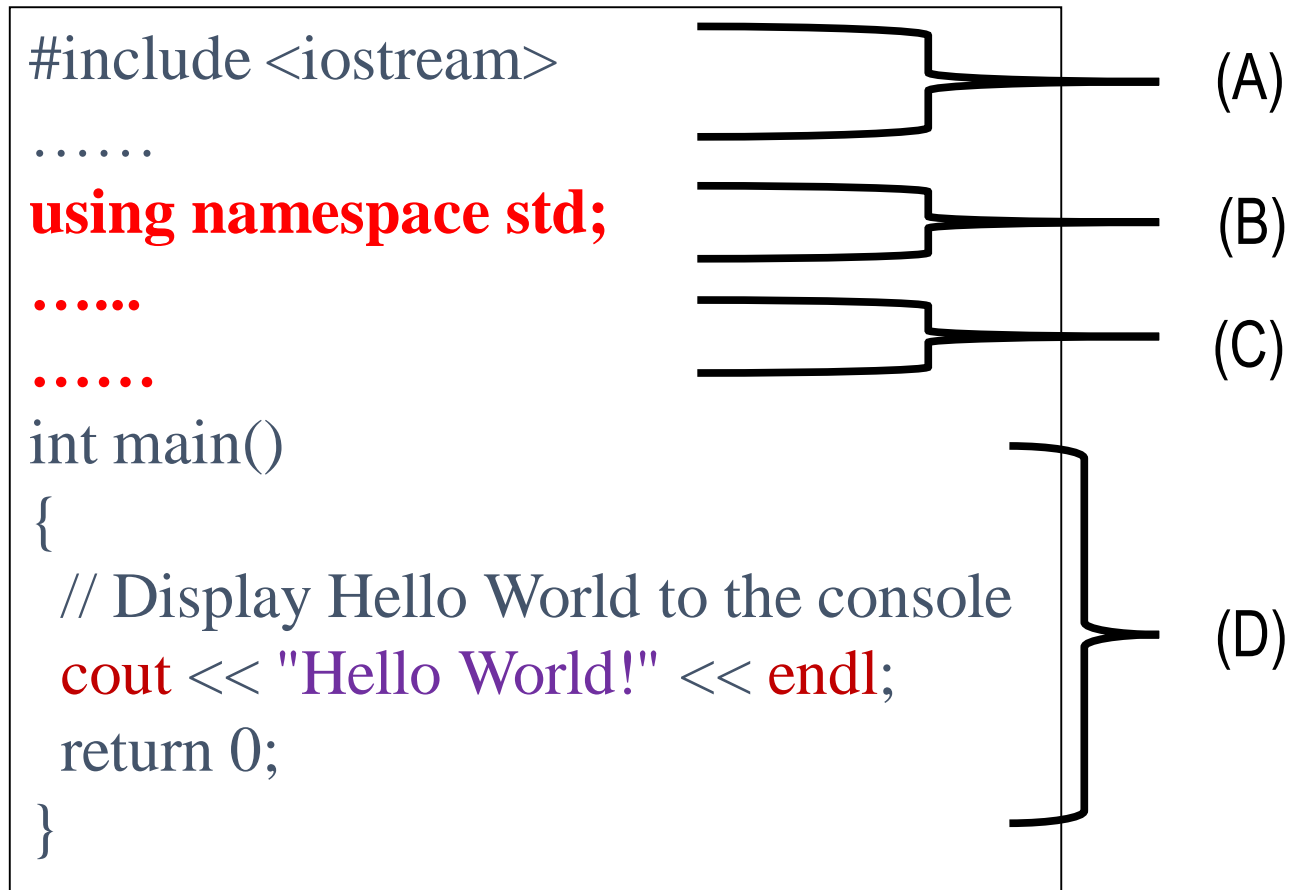 #include <iostream>
(A)
……
using namespace std;
(B)
…...
……
(C)
int main()
{
// Display Hello World to the console
cout << "Hello World!" << endl;
(D)
return 0;
}